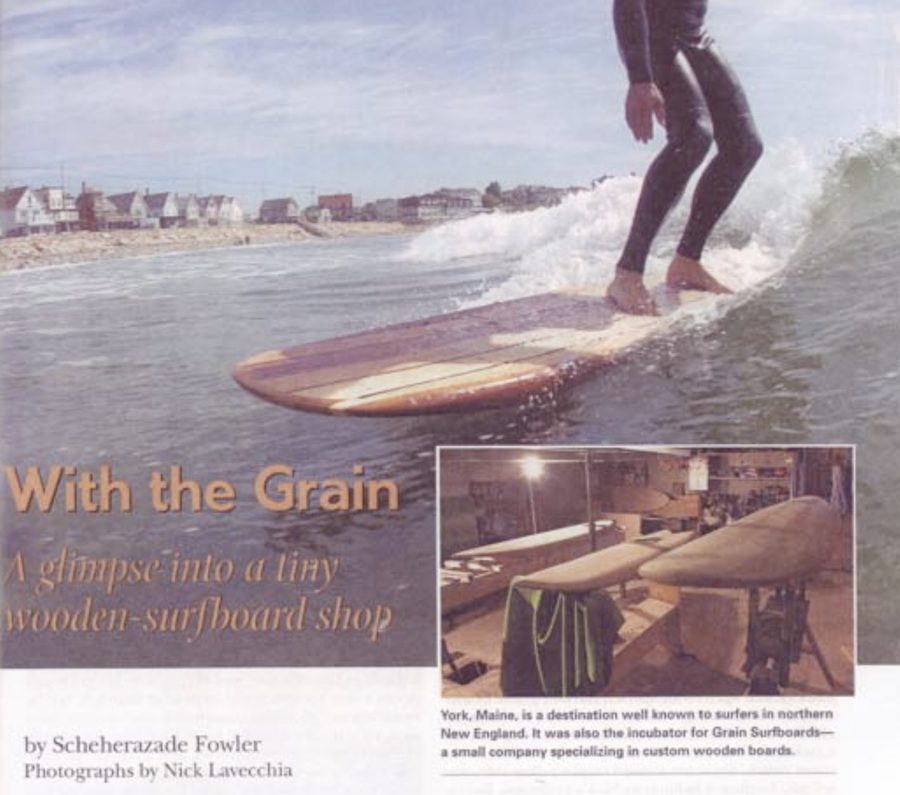 With the Grain
A glimpse into a tiny
wooden-surfboard shop
by Scheherazade Fowler
Photographs by Nick Lavecchia
York, Maine, is a destination well known to surfers in northern
New England. It was also the incubator for Grain Surfboards—
a small company specializing in custom wooden boards.